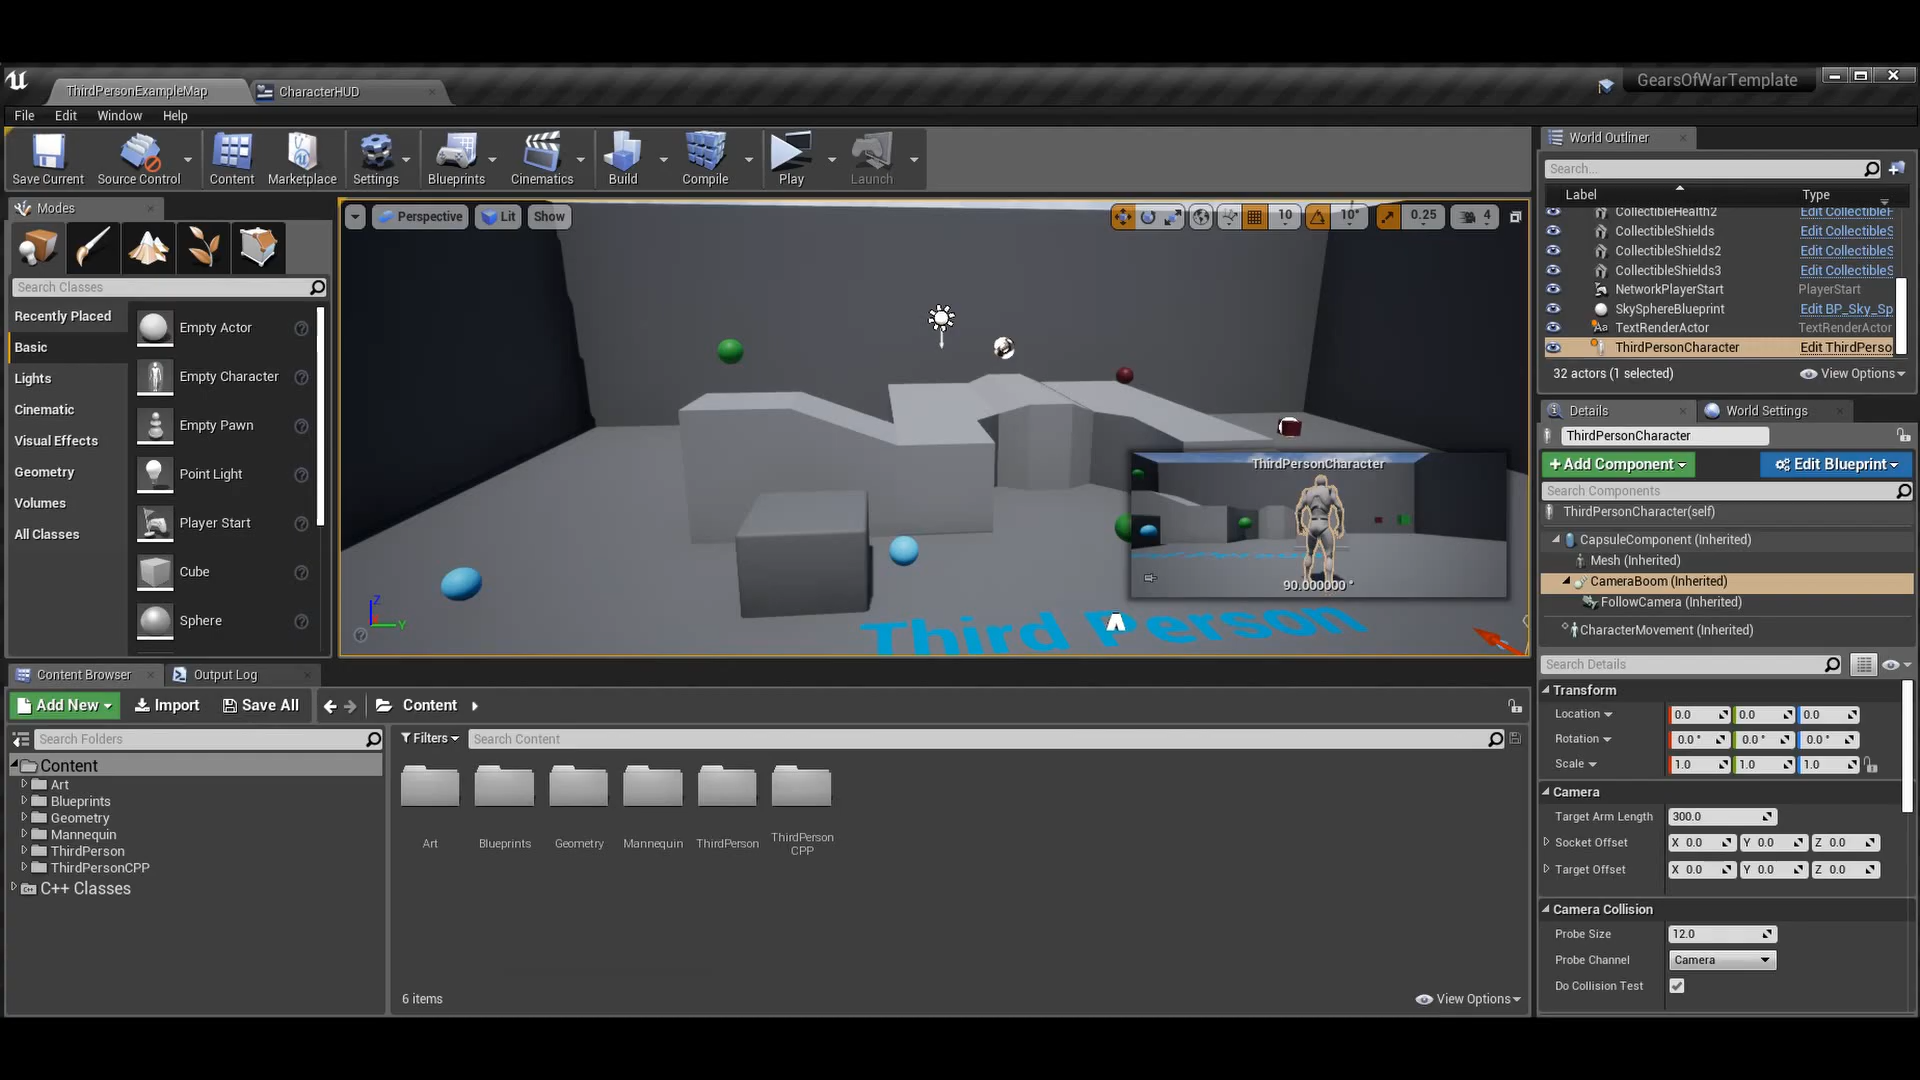 ThirdPersonExampleMap
CharacterHUD
GearsOfWarTemplate
File Edit Window Help
Save Current
Source Control
Content
Marketplace
Settings
Blueprints
Cinematics
Build
Compile
Play
Launch
Modes
Search Classes
Recently Placed
Basic
Lights
Cinematic
Visual Effects
Geometry
Volumes
All Classes
Empty Actor
Empty Character
Empty Pawn
Point Light
Player Start
Cube
Sphere
Perspective
Lit
Show
10
10°
0.25
4
ThirdPersonCharacter
90.000000 °
Third Person
Z
Y
World Outliner
Search...
Label Type
CollectibleHealth2 Edit CollectibleH
CollectibleShields Edit CollectibleS
CollectibleShields2 Edit CollectibleS
CollectibleShields3 Edit CollectibleS
NetworkPlayerStart PlayerStart
SkySphereBlueprint Edit BP_Sky_Sp
TextRenderActor TextRenderActor
ThirdPersonCharacter Edit ThirdPerso
32 actors (1 selected)
View Options
Details
World Settings
ThirdPersonCharacter
+Add Component
Edit Blueprint
Search Components
ThirdPersonCharacter(self)
CapsuleComponent (Inherited)
Mesh (Inherited)
CameraBoom (Inherited)
FollowCamera (Inherited)
CharacterMovement (Inherited)
Search Details
Transform
Location 0.0 0.0 0.0
Rotation 0.0 ° 0.0 ° 0.0 °
Scale 1.0 1.0 1.0
Camera
Target Arm Length 300.0
Socket Offset X 0.0 Y 0.0 Z 0.0
Target Offset X 0.0 Y 0.0 Z 0.0
Camera Collision
Probe Size 12.0
Probe Channel Camera
Do Collision Test
Content Browser
Output Log
Add New
Import
Save All
Content
Search Folders
Content
Art
Blueprints
Geometry
Mannequin
ThirdPerson
ThirdPersonCPP
C++ Classes
Filters
Search Content
Art
Blueprints
Geometry
Mannequin
ThirdPerson
ThirdPerson
CPP
6 items
View Options